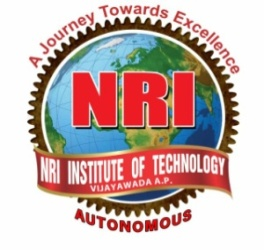 A Journey Towards Excellence
NRI
NRI INSTITUTE OF TECHNOLOGY
VIJAYAWADA A.P.
AUTONOMOUS